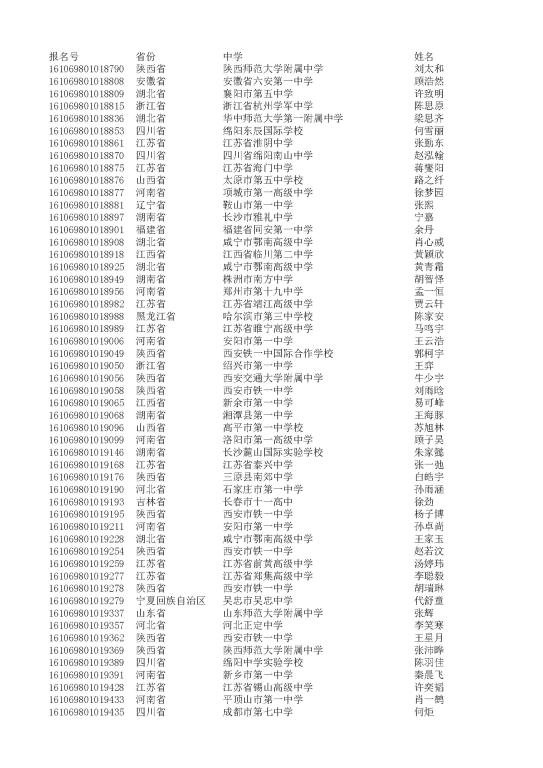 报名号 省份 中学 姓名
161069801018790 陕西省 陕西师范大学附属中学 刘太和
161069801018808 安徽省 安徽省六安第一中学 顾浩然
161069801018809 湖北省 襄阳市第五中学 许致明
161069801018815 浙江省 浙江省杭州学军中学 陈思原
161069801018836 湖北省 华中师范大学第一附属中学 梁思齐
161069801018853 四川省 绵阳东辰国际学校 何雪丽
161069801018861 江苏省 江苏省淮阴中学 张勤东
161069801018870 四川省 四川省绵阳南山中学 赵泓翰
161069801018875 江苏省 江苏省海门中学 蒋燮阳
161069801018876 山西省 太原市第五中学校 路之纤
161069801018877 河南省 项城市第一高级中学 徐梦园
161069801018881 辽宁省 鞍山市第一中学 张熙
161069801018897 湖南省 长沙市雅礼中学 宁嘉
161069801018901 福建省 福建省同安第一中学 余丹
161069801018908 湖北省 咸宁市鄂南高级中学 肖心威
161069801018918 江西省 江西省临川第二中学 黄颖欣
161069801018925 湖北省 咸宁市鄂南高级中学 黄青霜
161069801018949 湖南省 株洲市南方中学 胡智怿
161069801018956 河南省 郑州市第十九中学 孟一恒
161069801018982 江苏省 江苏省靖江高级中学 贾云轩
161069801018988 黑龙江省 哈尔滨市第三中学校 陈家安
161069801018989 江苏省 江苏省睢宁高级中学 马鸣宇
161069801019006 河南省 安阳市第一中学 王云浩
161069801019049 陕西省 西安铁一中国际合作学校 郭柯宇
161069801019050 浙江省 绍兴市第一中学 王弈
161069801019056 陕西省 西安交通大学附属中学 牛少宇
161069801019058 陕西省 西安市铁一中学 刘雨晗
161069801019065 江西省 新余市第一中学 易可峰
161069801019068 湖南省 湘潭县第一中学 王海豚
161069801019096 山西省 高平市第一中学校 苏旭林
161069801019099 河南省 洛阳市第一高级中学 顾子昊
161069801019146 湖南省 长沙麓山国际实验学校 朱家懿
161069801019168 江苏省 江苏省泰兴中学 张一弛
161069801019176 陕西省 三原县南郊中学 白皓宇
161069801019190 河北省 石家庄市第一中学 孙雨涵
161069801019193 吉林省 长春市十一高中 徐劲
161069801019195 陕西省 西安市铁一中学 杨子博
161069801019211 河南省 安阳市第一中学 孙卓尚
161069801019228 湖北省 咸宁市鄂南高级中学 王家玉
161069801019254 陕西省 西安市铁一中学 赵若汶
161069801019259 江苏省 江苏省前黄高级中学 汤婷玮
161069801019277 江苏省 江苏省郑集高级中学 李聪毅
161069801019278 陕西省 西安市铁一中学 胡瑞琳
161069801019279 宁夏回族自治区 吴忠市吴忠中学 代舒童
161069801019337 山东省 山东师范大学附属中学 张辉
161069801019357 河北省 河北正定中学 李笑寒
161069801019362 陕西省 西安市铁一中学 王星月
161069801019369 陕西省 陕西师范大学附属中学 张沛晔
161069801019389 四川省 绵阳中学实验学校 陈羽佳
161069801019391 河南省 新乡市第一中学 秦晨飞
161069801019428 江苏省 江苏省锡山高级中学 许奕韬
161069801019433 河南省 平顶山市第一中学 肖一鹤
161069801019435 四川省 成都市第七中学 何炬